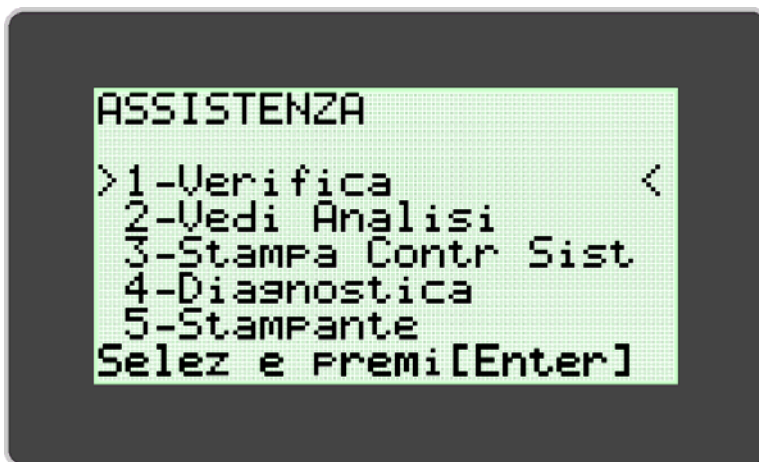 ASSISTENZA
>1-Verifica <
2-Vedi Analisi
3-Stampa Contr Sist
4-Diagnostica
5-Stampante
Selez e premi[Enter]